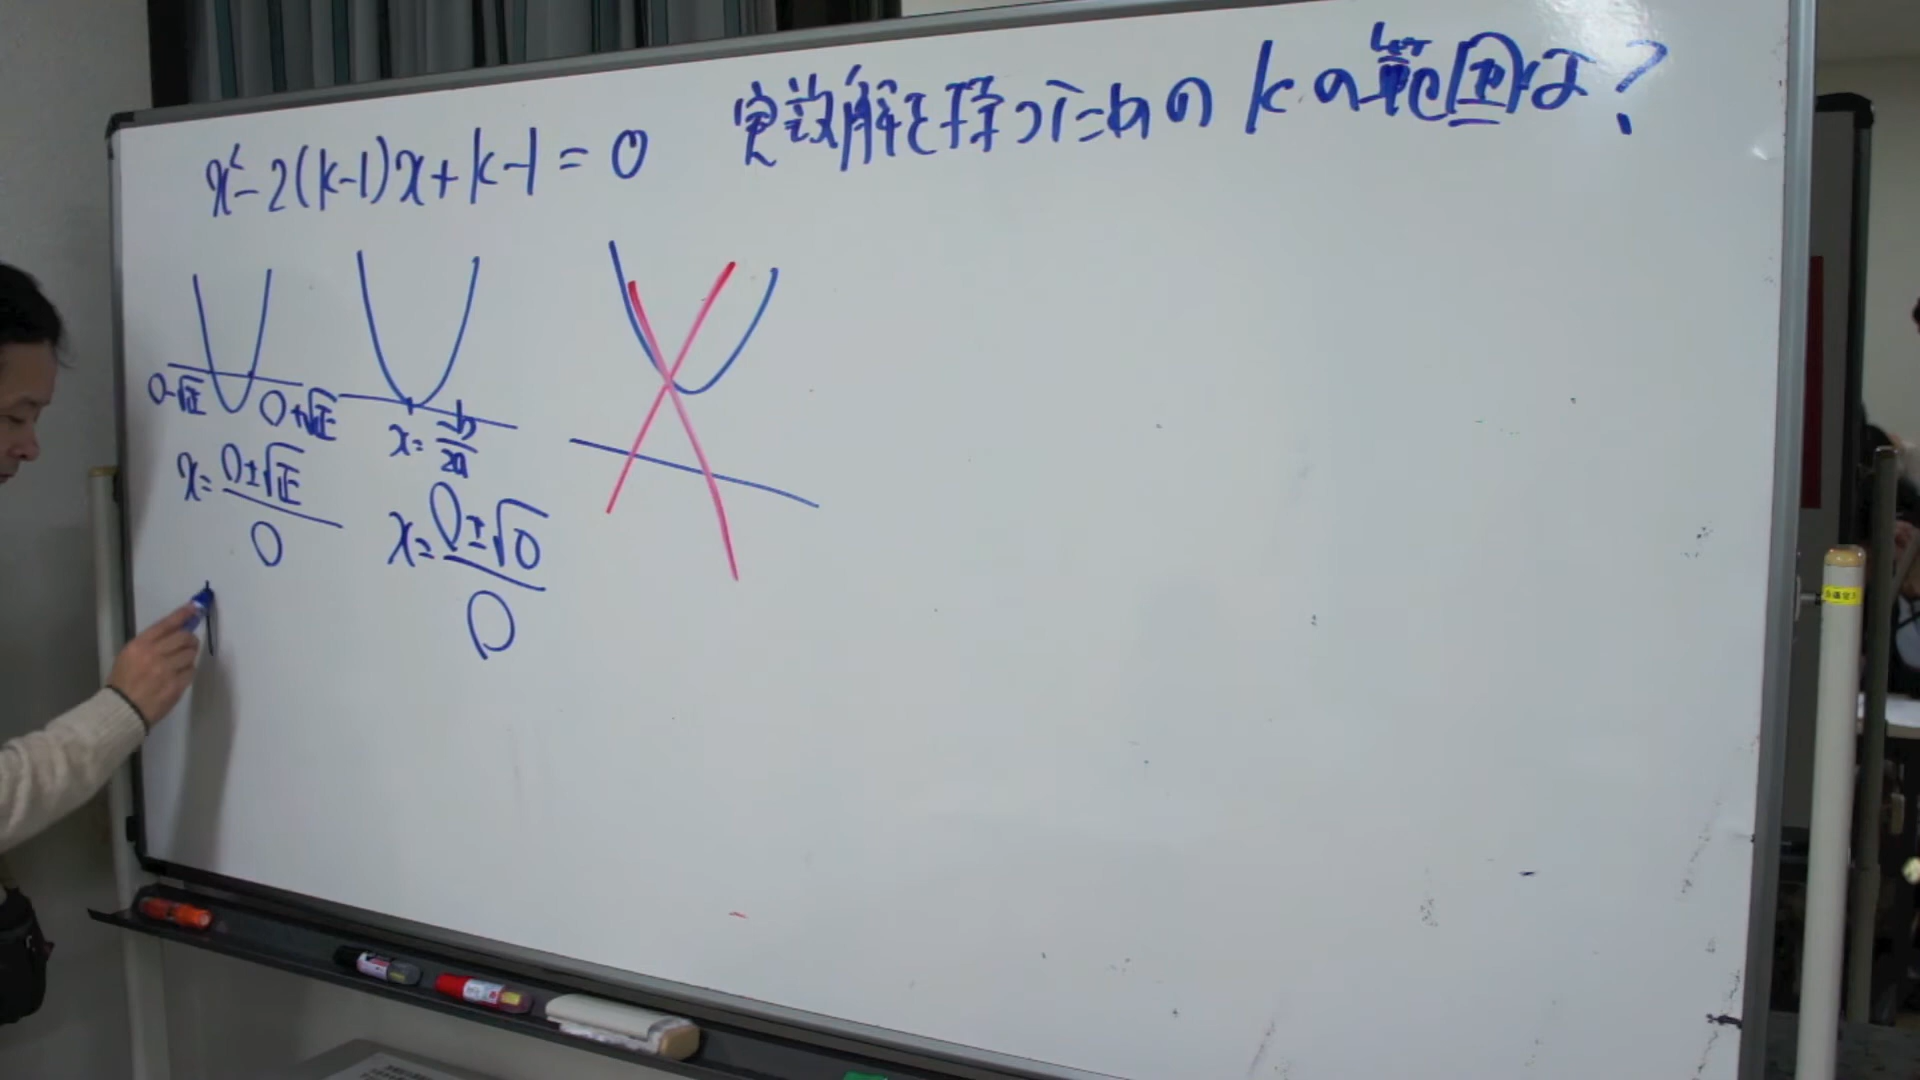 x²-2(k-1)x+k-1=0
実数解を持つための kの範囲は?
0-√正 0+√正
x=-b/2a
x=0±√正/0
x=0±√0/0